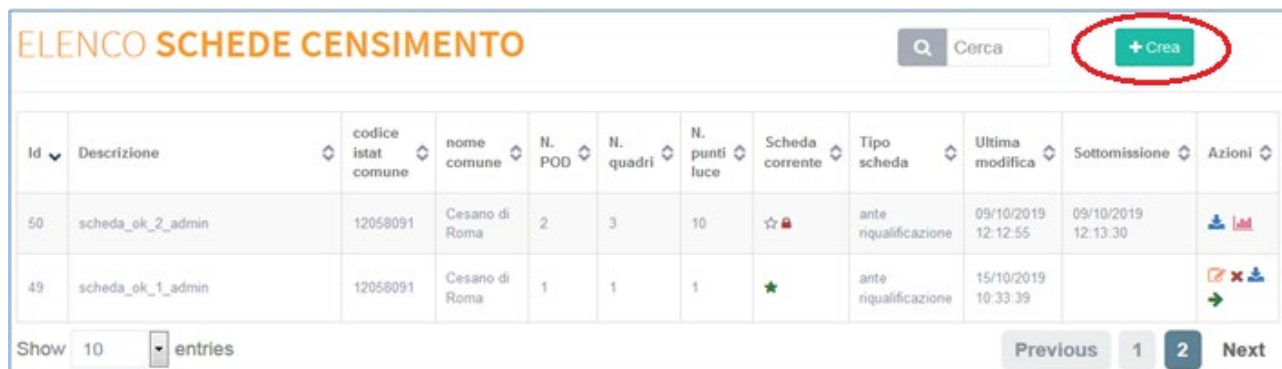 ELENCO SCHEDE CENSIMENTO
Cerca
+ Crea
Id Descrizione codice istat comune nome comune N. POD N. quadri N. punti luce Scheda corrente Tipo scheda Ultima modifica Sottomissione Azioni
50 scheda_ok_2_admin 12058091 Cesano di Roma 2 3 10 ante riqualificazione 09/10/2019 12:12:55 09/10/2019 12:13:30
49 scheda_ok_1_admin 12058091 Cesano di Roma 1 1 1 ante riqualificazione 15/10/2019 10:33:39
Show 10 entries
Previous 1 2 Next